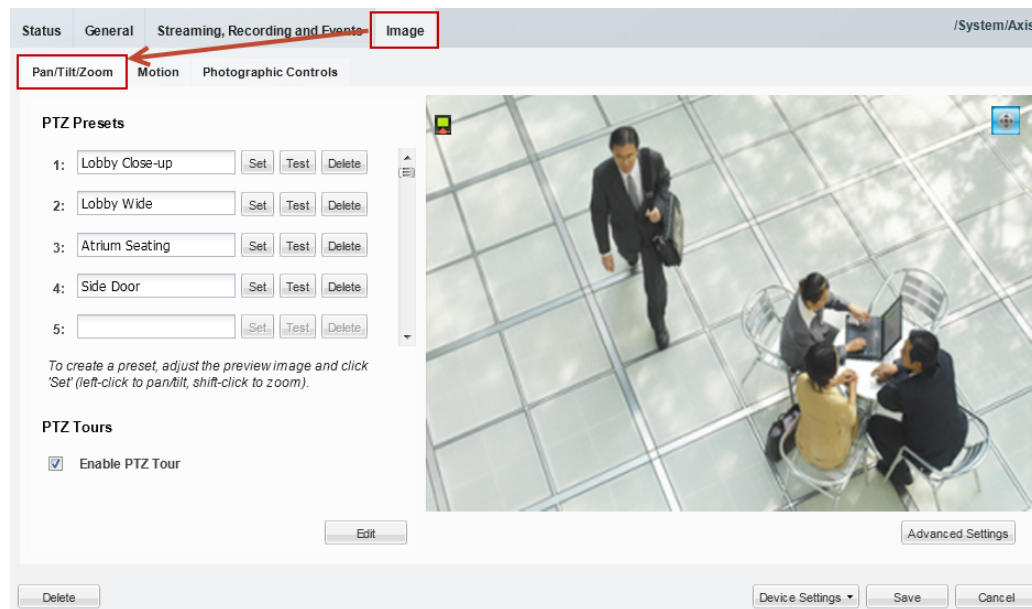 Status General Streaming, Recording and Events Image /System/Axis
Pan/Tilt/Zoom Motion Photographic Controls
PTZ Presets
1: Lobby Close-up Set Test Delete
2: Lobby Wide Set Test Delete
3: Atrium Seating Set Test Delete
4: Side Door Set Test Delete
5: Set Test Delete
To create a preset, adjust the preview image and click
'Set' (left-click to pan/tilt, shift-click to zoom).
PTZ Tours
Enable PTZ Tour
Edit Advanced Settings
Delete Device Settings Save Cancel